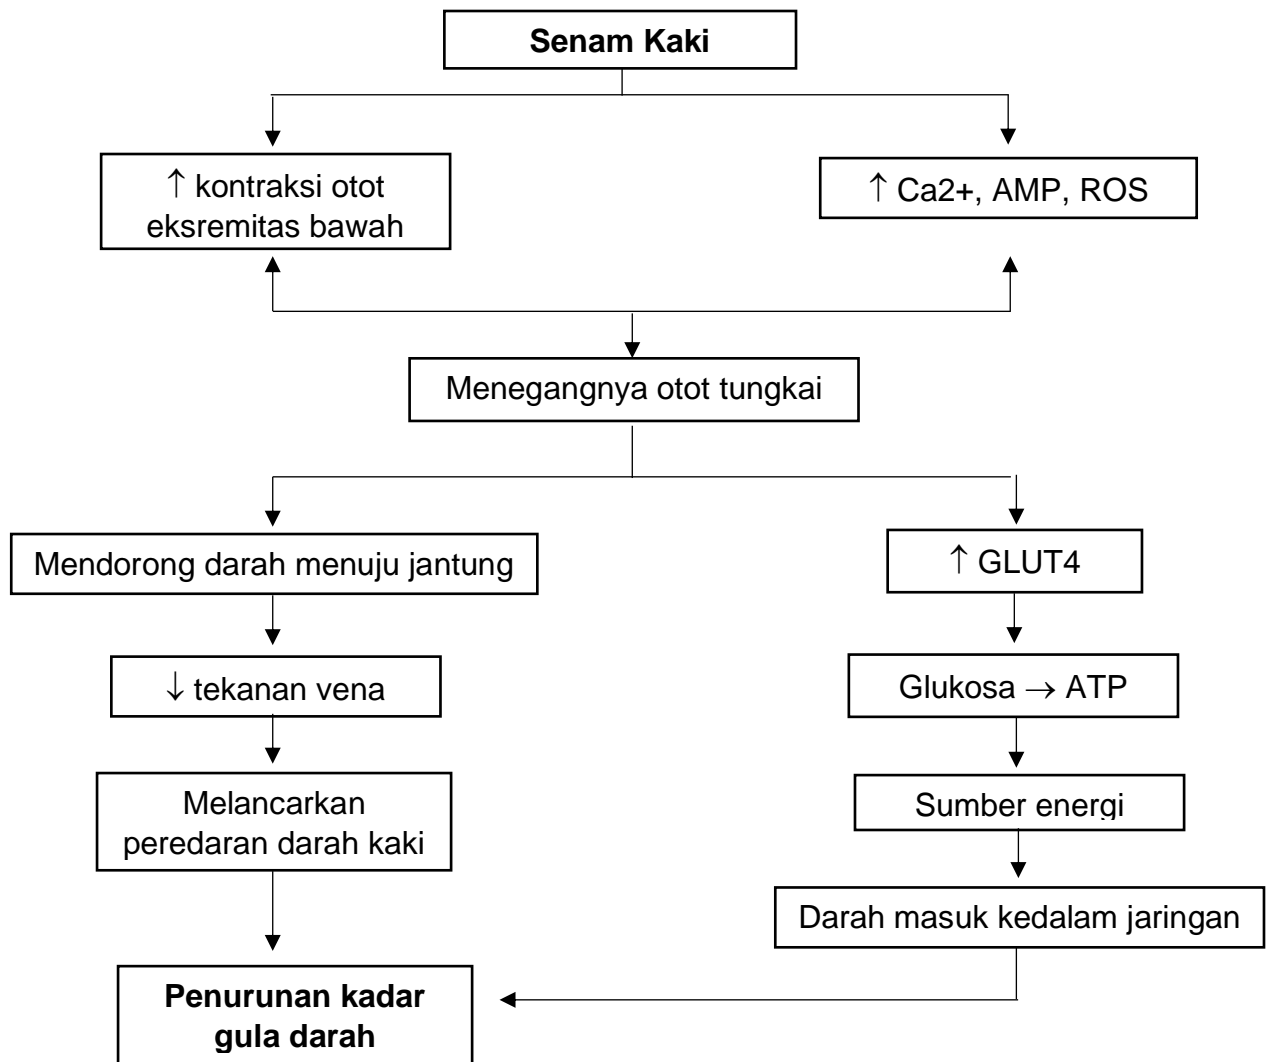 Senam Kaki
↑ kontraksi otot
eksremitas bawah
↑ Ca2+, AMP, ROS
Menegangnya otot tungkai
Mendorong darah menuju jantung
↑ GLUT4
↓ tekanan vena
Glukosa → ATP
Melancarkan
peredaran darah kaki
Sumber energi
Darah masuk kedalam jaringan
Penurunan kadar
gula darah